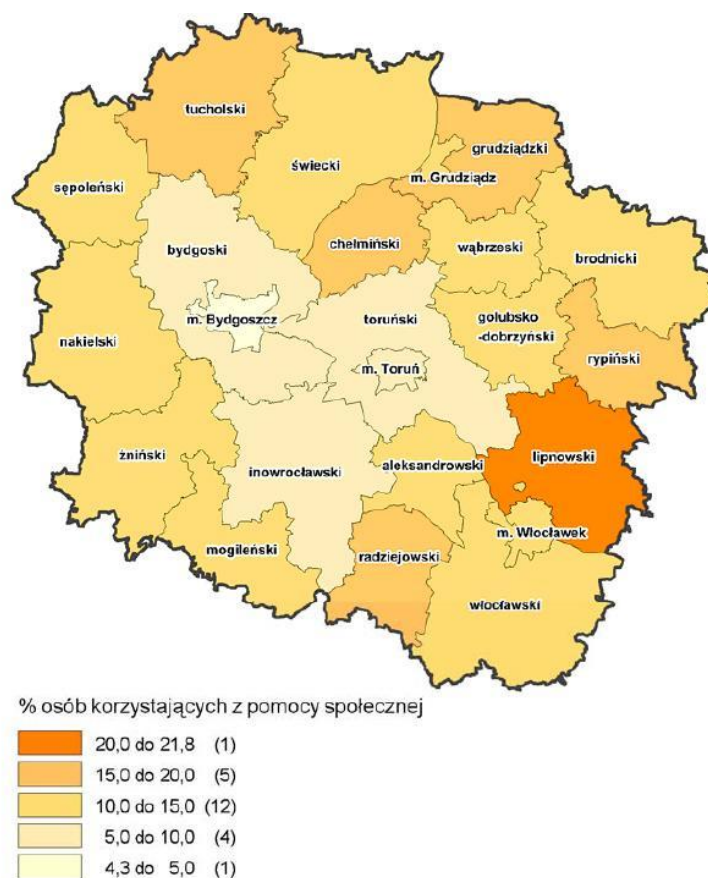 tucholski
świecki
grudziądzki
m. Grudziądz
sępoleński
chełmiński
wąbrzeski
brodnicki
bydgoski
m. Bydgoszcz
toruński
golubsko
-dobrzyński
nakielski
m. Toruń
rypiński
żniński
inowrocławski
aleksandrowski
lipnowski
mogileński
radziejowski
m. Włocławek
włocławski
% osób korzystających z pomocy społecznej
20,0 do 21,8 (1)
15,0 do 20,0 (5)
10,0 do 15,0 (12)
5,0 do 10,0 (4)
4,3 do 5,0 (1)